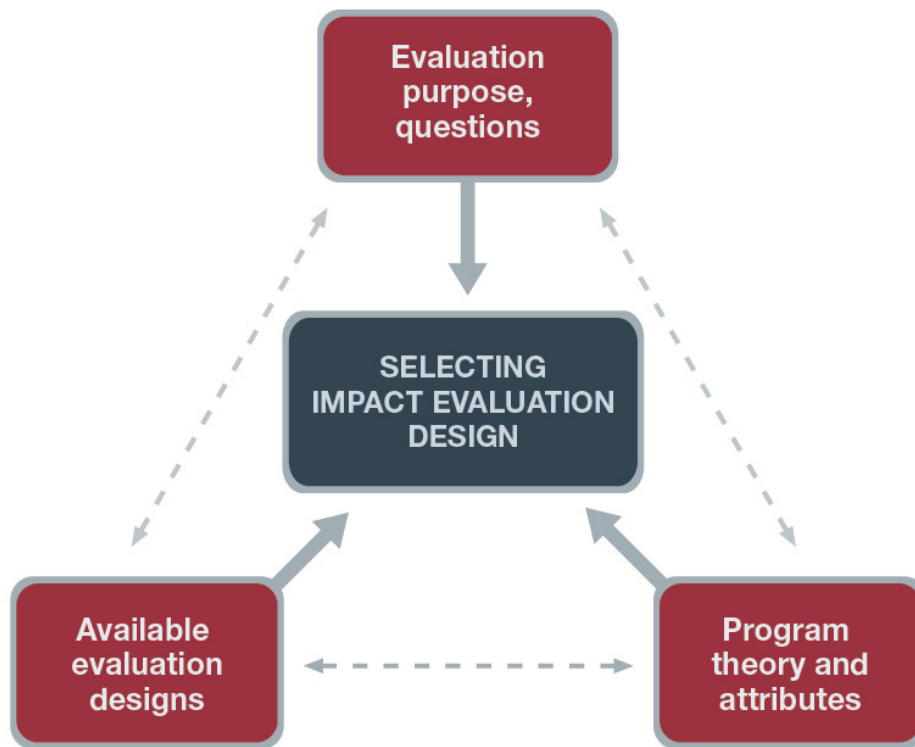 Evaluation
purpose,
questions
SELECTING
IMPACT EVALUATION
DESIGN
Available
evaluation
designs
Program
theory and
attributes